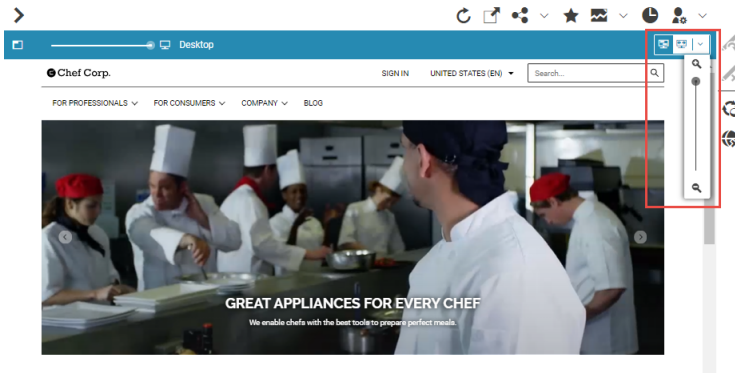 Desktop
Chef Corp.
SIGN IN UNITED STATES (EN) Search...
FOR PROFESSIONALS FOR CONSUMERS COMPANY BLOG
GREAT APPLIANCES FOR EVERY CHEF
We enable chefs with the best tools to prepare perfect meals.